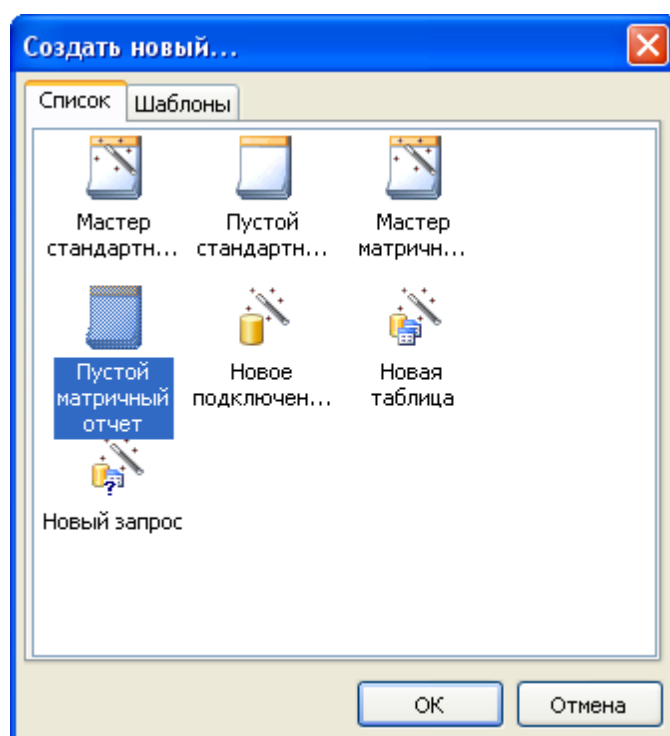 Создать новый...
Список Шаблоны
Мастер Пустой Мастер
стандартн... стандартн... матричн...
Пустой Новое Новая
матричный подключен... таблица
отчет
Новый запрос
ОК Отмена